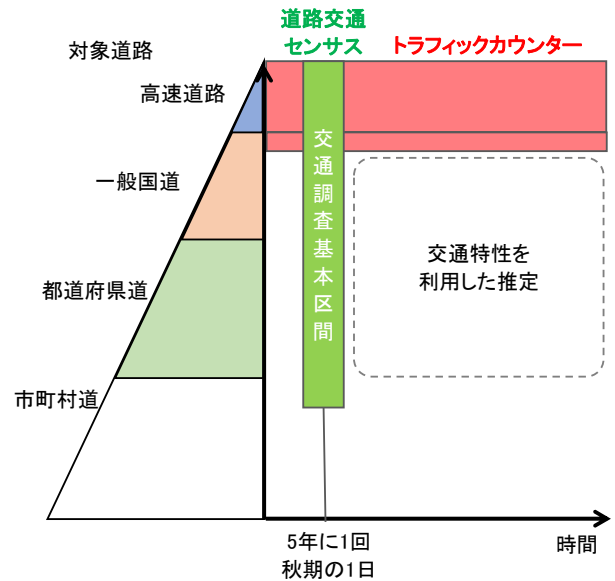 対象道路
道路交通
センサス
トラフィックカウンター
高速道路
一般国道
都道府県道
市町村道
交通調査基本区間
交通特性を
利用した推定
5年に1回
秋期の1日
時間